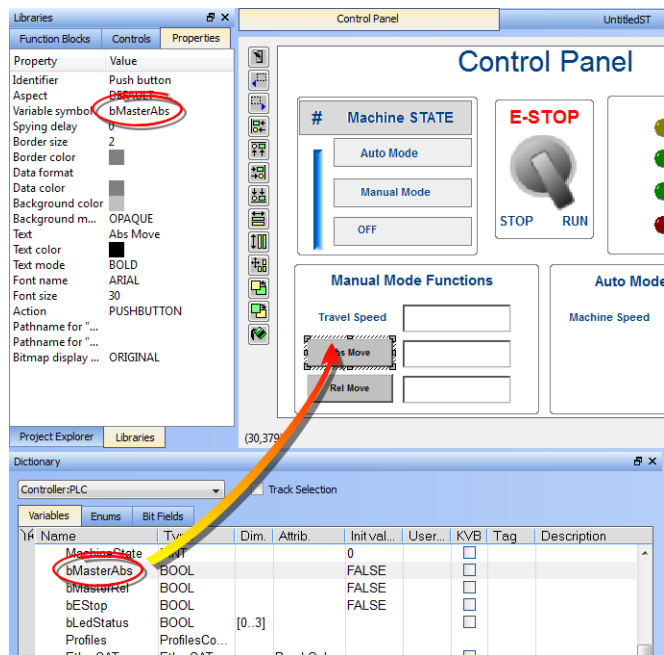 Libraries
Function Blocks Controls Properties
Property Value
Identifier Push button
Aspect DEFAULT
Variable symbol bMasterAbs
Spying delay 0
Border size 2
Border color
Data format
Data color
Background color
Background m... OPAQUE
Text Abs Move
Text color
Text mode BOLD
Font name ARIAL
Font size 30
Action PUSHBUTTON
Pathname for "...
Pathname for "...
Bitmap display ... ORIGINAL
Project Explorer Libraries
Control Panel UntitledST
Control Panel
# Machine STATE
Auto Mode
Manual Mode
OFF
E-STOP
STOP RUN
Manual Mode Functions
Travel Speed
Abs Move
Rel Move
Auto Mode
Machine Speed
(30,379)
Dictionary
Controller:PLC Track Selection
Variables Enums Bit Fields
Name Dim. Attrib. Init val... User... KVB Tag Description
MachineState DINT 0
bMasterAbs BOOL FALSE
bMasterRel BOOL FALSE
bEStop BOOL FALSE
bLedStatus BOOL [0..3]
Profiles ProfilesCo...